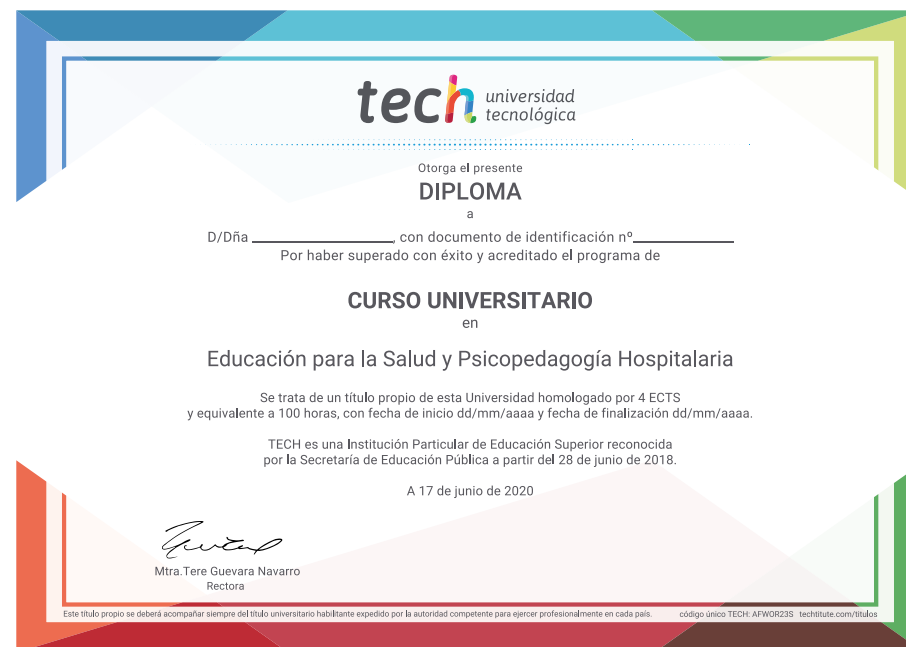 tech universidad
tecnológica
Otorga el presente
DIPLOMA
a
D/Dña ____________________, con documento de identificación nº______________
Por haber superado con éxito y acreditado el programa de
CURSO UNIVERSITARIO
en
Educación para la Salud y Psicopedagogía Hospitalaria
Se trata de un título propio de esta Universidad homologado por 4 ECTS
y equivalente a 100 horas, con fecha de inicio dd/mm/aaaa y fecha de finalización dd/mm/aaaa.
TECH es una Institución Particular de Educación Superior reconocida
por la Secretaría de Educación Pública a partir del 28 de junio de 2018.
A 17 de junio de 2020
Mtra.Tere Guevara Navarro
Rectora
Este título propio se deberá acompañar siempre del título universitario habilitante expedido por la autoridad competente para ejercer profesionalmente en cada país. código único TECH: AFWOR23S techtitute.com/títulos